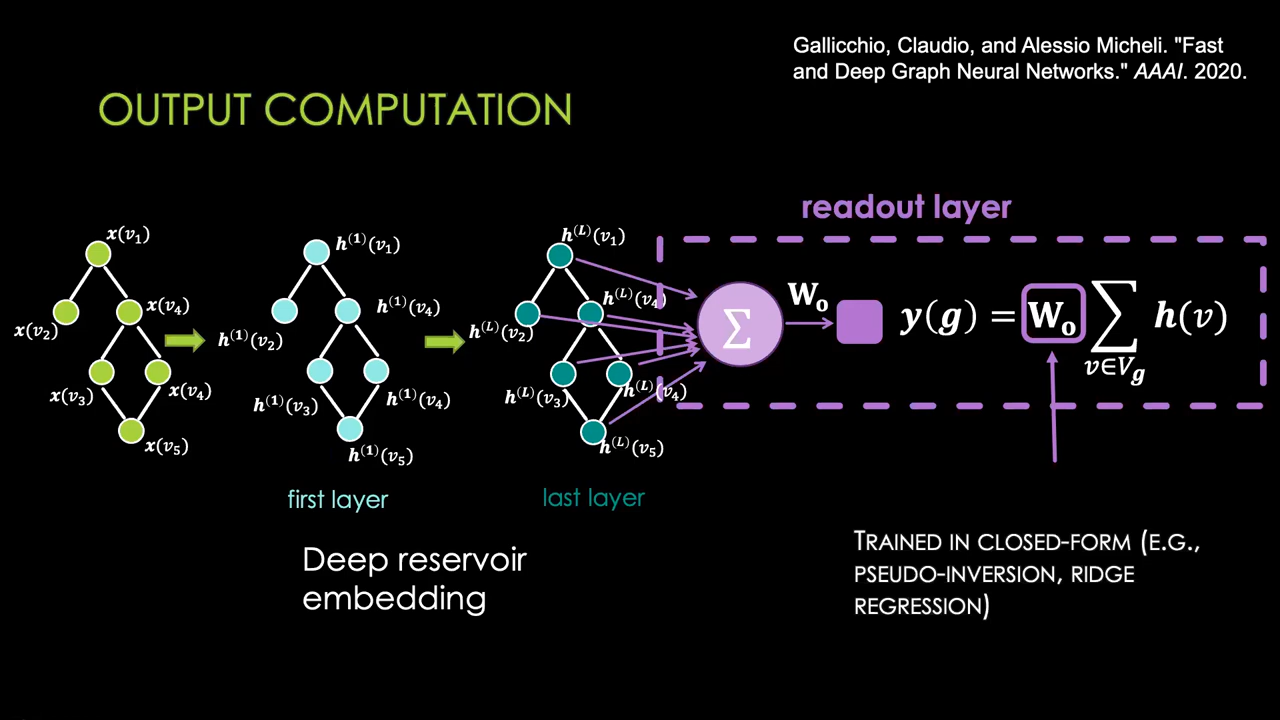 Gallicchio, Claudio, and Alessio Micheli. "Fast
and Deep Graph Neural Networks." AAAI. 2020.
OUTPUT COMPUTATION
readout layer
x(v₁)
x(v₂)
x(v₄)
x(v₃)
x(v₄)
x(v₅)
h⁽¹⁾(v₁)
h⁽¹⁾(v₂)
h⁽¹⁾(v₄)
h⁽¹⁾(v₃)
h⁽¹⁾(v₄)
h⁽¹⁾(v₅)
first layer
h⁽ᴸ⁾(v₁)
h⁽ᴸ⁾(v₂)
h⁽ᴸ⁾(v₄)
h⁽ᴸ⁾(v₃)
h⁽ᴸ⁾(v₄)
h⁽ᴸ⁾(v₅)
last layer
Σ
Wₒ
y(g) = Wₒ ∑ h(v)
v∈V_g
Deep reservoir
embedding
TRAINED IN CLOSED-FORM (E.G.,
PSEUDO-INVERSION, RIDGE
REGRESSION)